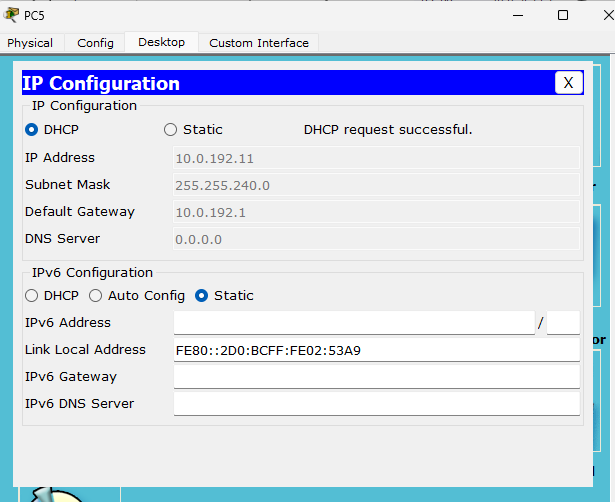 PC5
Physical Config Desktop Custom Interface
IP Configuration X
IP Configuration
DHCP Static DHCP request successful.
IP Address 10.0.192.11
Subnet Mask 255.255.240.0
Default Gateway 10.0.192.1
DNS Server 0.0.0.0
IPv6 Configuration
DHCP Auto Config Static
IPv6 Address /
Link Local Address FE80::2D0:BCFF:FE02:53A9
IPv6 Gateway
IPv6 DNS Server
or